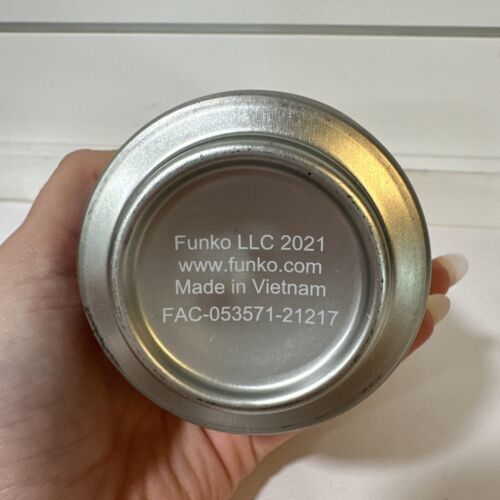 Funko LLC 2021
www.funko.com
Made in Vietnam
FAC-053571-21217